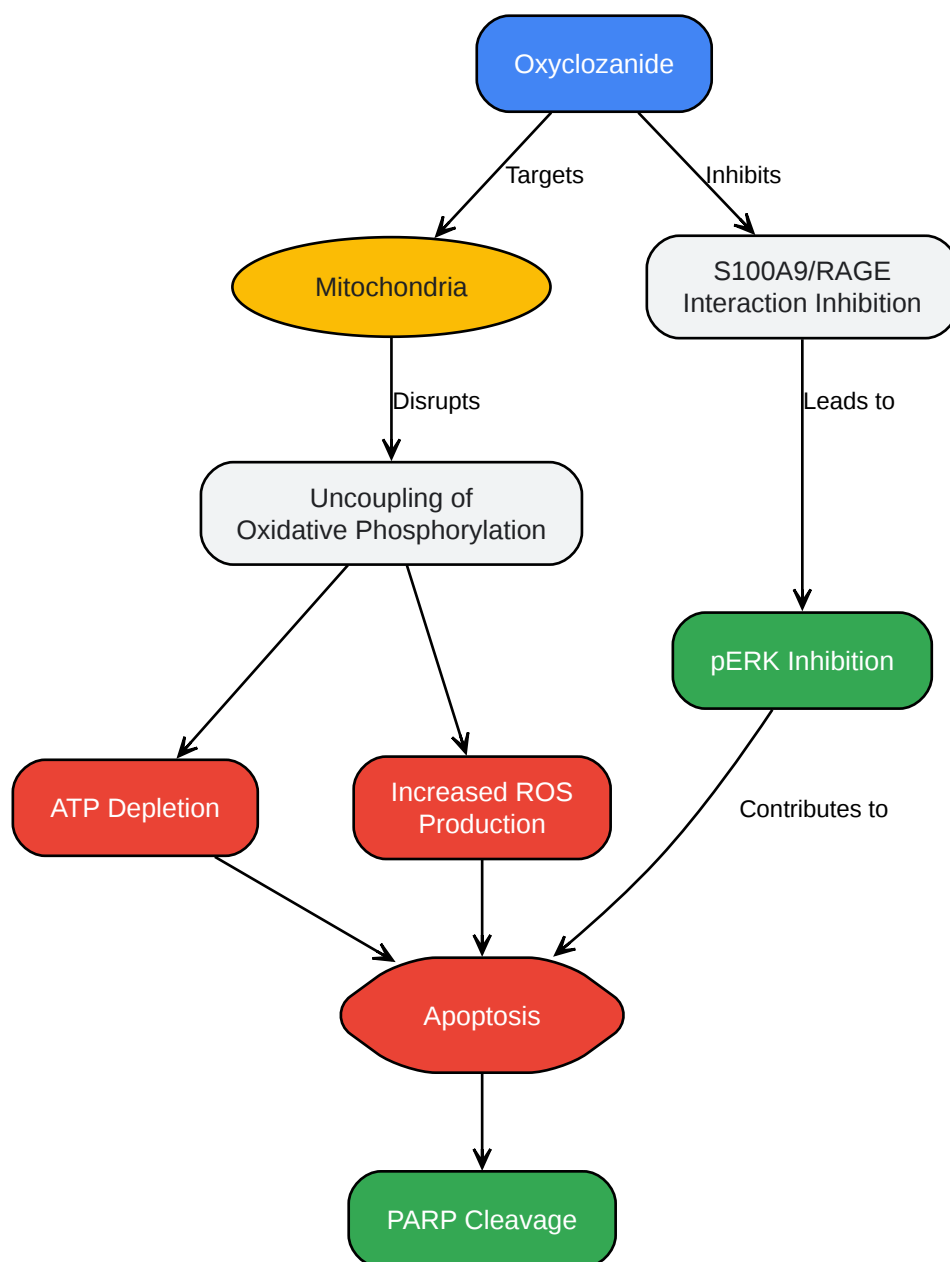 Oxyclozanide
Targets
Inhibits
Mitochondria
S100A9/RAGE
Interaction Inhibition
Disrupts
Leads to
Uncoupling of
Oxidative Phosphorylation
pERK Inhibition
ATP Depletion
Increased ROS
Production
Contributes to
Apoptosis
PARP Cleavage